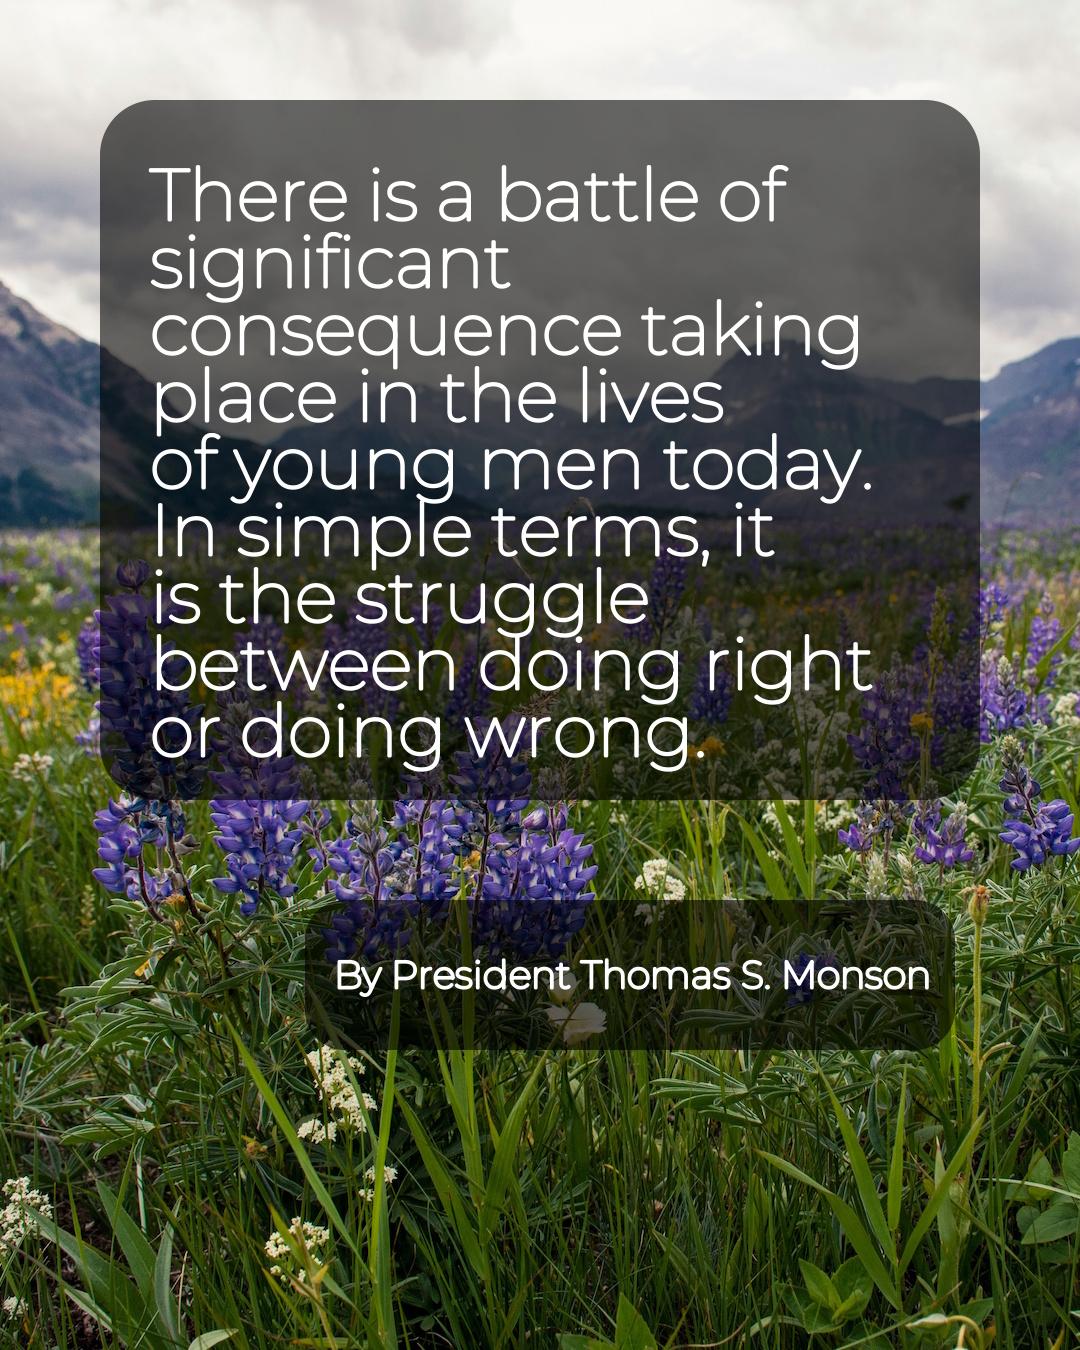 There is a battle of
significant
consequence taking
place in the lives
of young men today.
In simple terms, it
is the struggle
between doing right
or doing wrong.
By President Thomas S. Monson